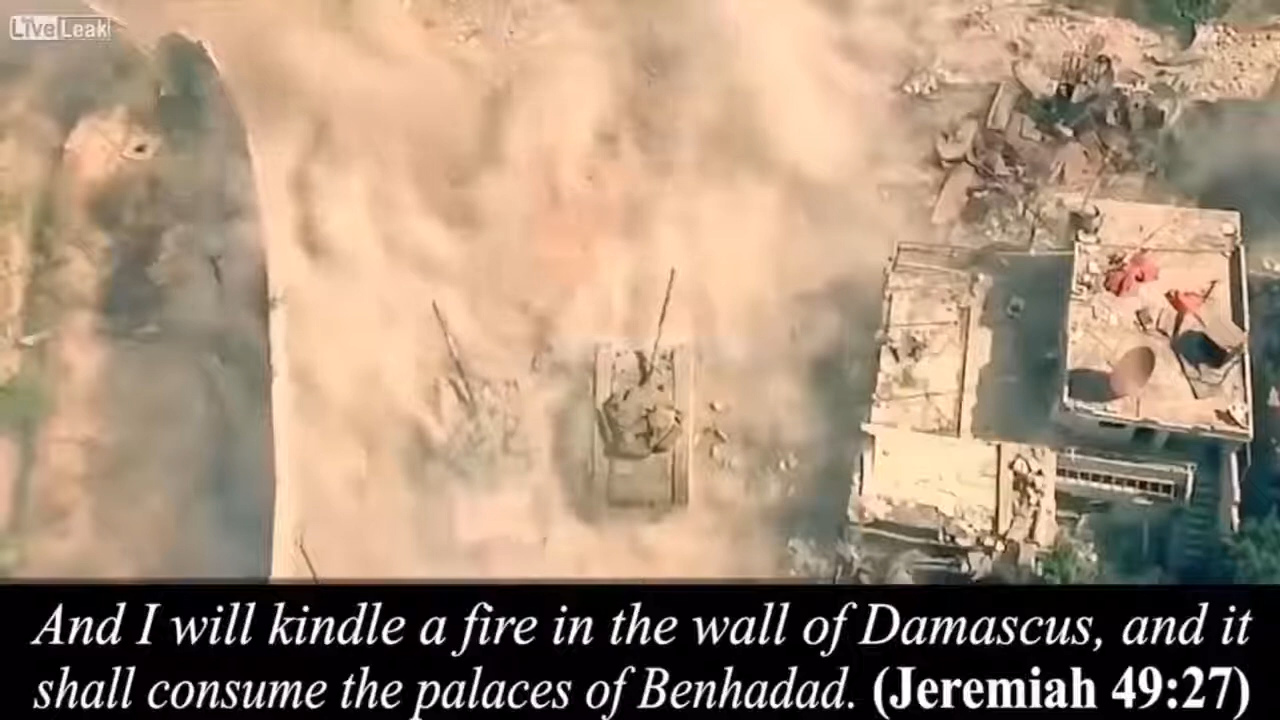 LiveLeak
And I will kindle a fire in the wall of Damascus, and it
shall consume the palaces of Benhadad. (Jeremiah 49:27)